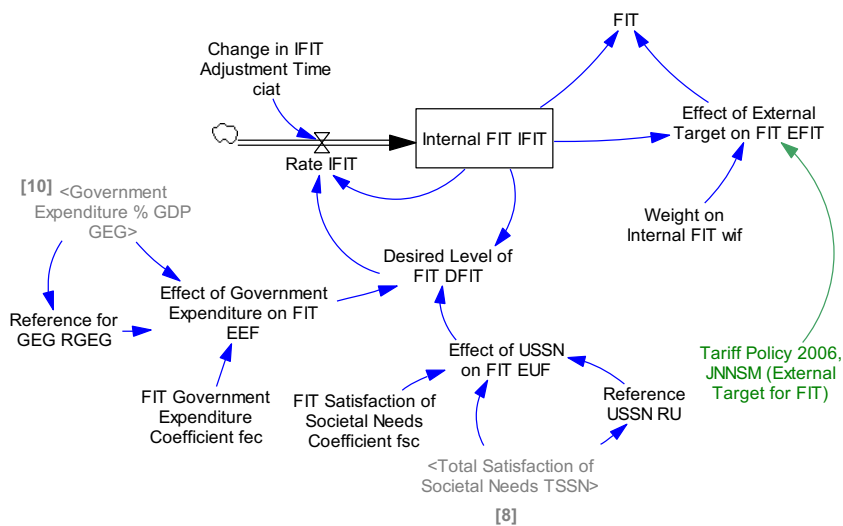 FIT
Change in IFIT
Adjustment Time
ciat
Effect of External
Target on FIT EFIT
Internal FIT IFIT
Rate IFIT
[10] <Government
Expenditure % GDP
GEG>
Weight on
Internal FIT wif
Desired Level of
FIT DFIT
Effect of Government
Expenditure on FIT
EEF
Reference for
GEG RGEG
Effect of USSN
on FIT EUF
Tariff Policy 2006,
JNNSM (External
Target for FIT)
FIT Government
Expenditure
Coefficient fec
FIT Satisfaction of
Societal Needs
Coefficient fsc
Reference
USSN RU
<Total Satisfaction of
Societal Needs TSSN>
[8]